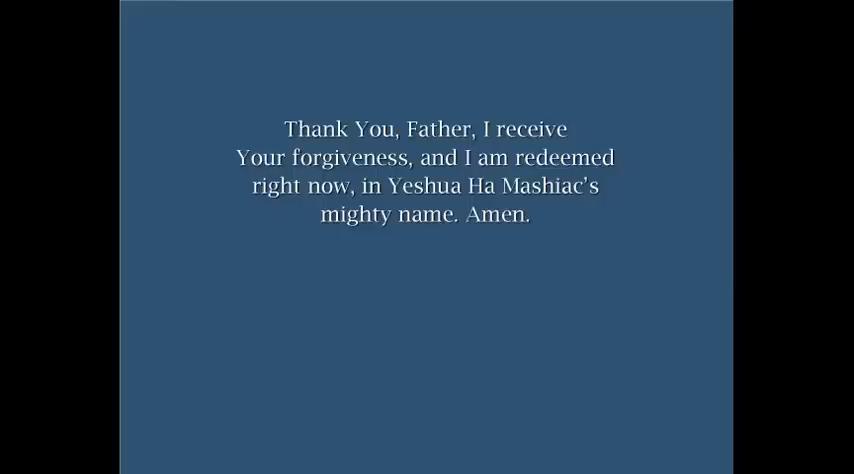 Thank You, Father, I receive
Your forgiveness, and I am redeemed
right now, in Yeshua Ha Mashiac’s
mighty name. Amen.